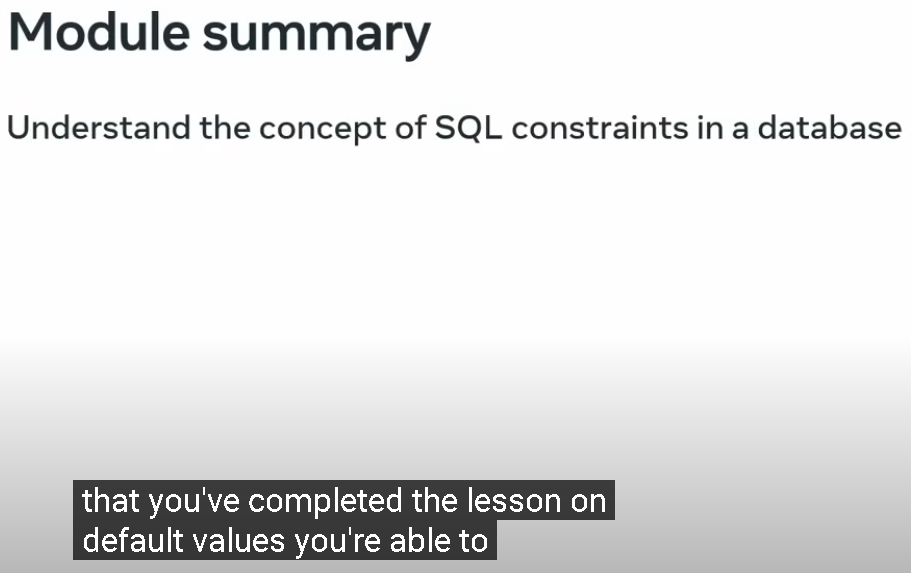 Module summary
Understand the concept of SQL constraints in a database
that you've completed the lesson on
default values you're able to